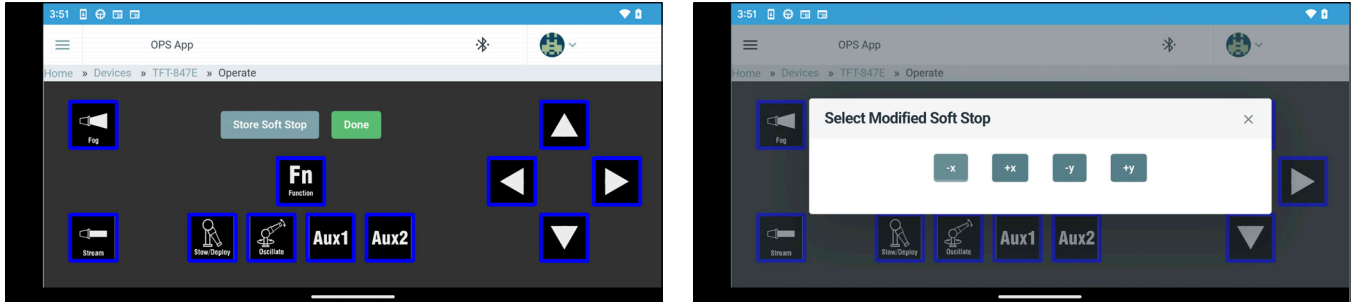 3:51
OPS App
Home » Devices » TFT-847E » Operate
Fog
Store Soft Stop
Done
Fn
Function
Stream
Stow/Deploy
Oscillate
Aux1
Aux2
3:51
OPS App
Home » Devices » TFT-847E » Operate
Select Modified Soft Stop
×
-x
+x
-y
+y
Fog
Stream
Stow/Deploy
Oscillate
Aux1
Aux2